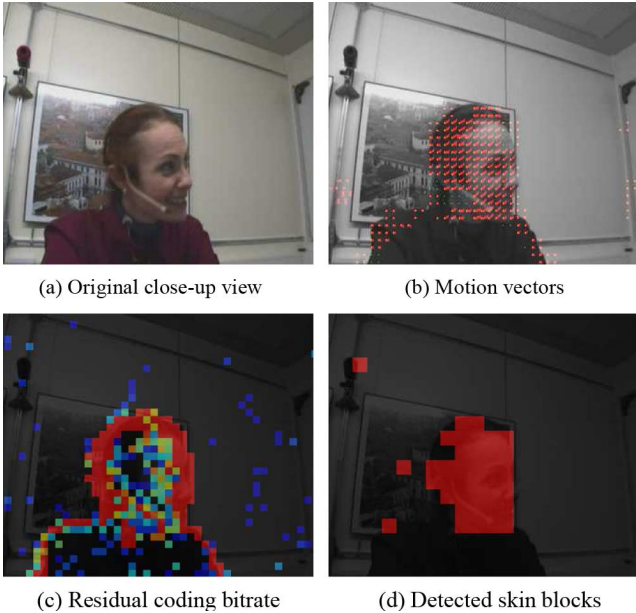 (a) Original close-up view
(b) Motion vectors
(c) Residual coding bitrate
(d) Detected skin blocks